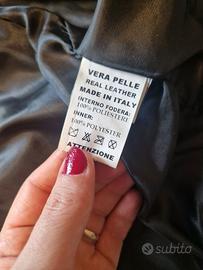 VERA PELLE
REAL LEATHER
MADE IN ITALY
INTERNO FODERA:
100% POLIESTERE
INNER:
100% POLYESTER
ATTENZIONE
subito